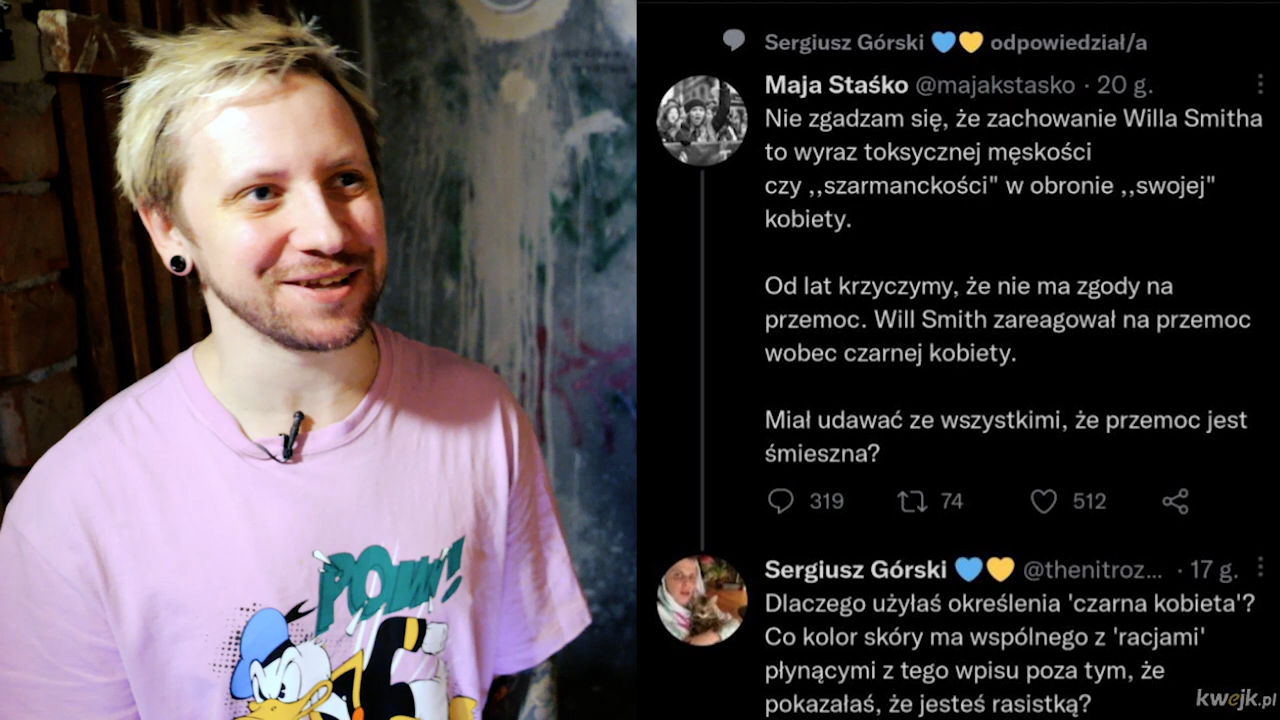 POW!
Sergiusz Górski 💙💛 odpowiedział/a
Maja Staśko @majakstasko · 20 g.
Nie zgadzam się, że zachowanie Willa Smitha
to wyraz toksycznej męskości
czy ,,szarmanckości" w obronie ,,swojej"
kobiety.
Od lat krzyczymy, że nie ma zgody na
przemoc. Will Smith zareagował na przemoc
wobec czarnej kobiety.
Miał udawać ze wszystkimi, że przemoc jest
śmieszna?
319 74 512
Sergiusz Górski 💙💛 @thenitroz... · 17 g.
Dlaczego użyłaś określenia 'czarna kobieta'?
Co kolor skóry ma wspólnego z 'racjami'
płynącymi z tego wpisu poza tym, że
pokazałaś, że jesteś rasistką?
kwejk.pl